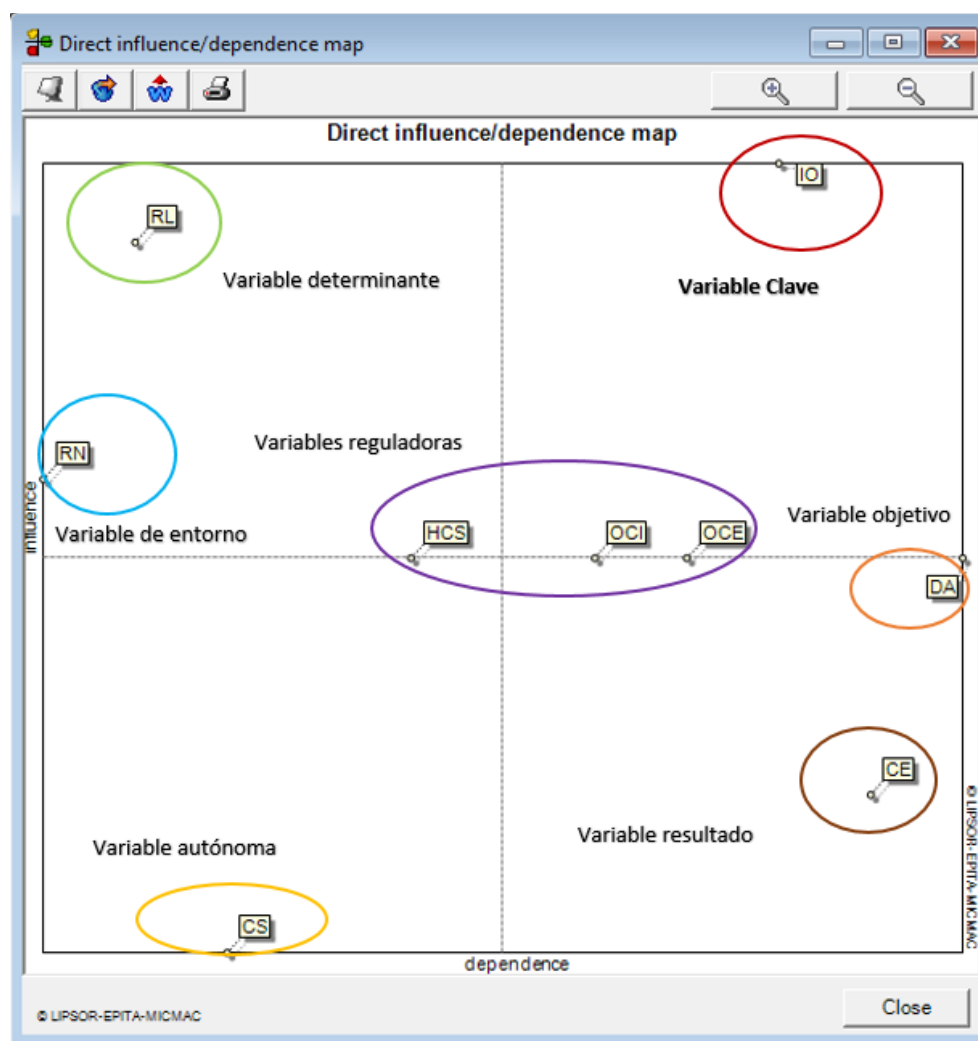 Direct influence/dependence map
Direct influence/dependence map
IO
RL
Variable determinante
Variable Clave
RN
Variables reguladoras
influence
Variable de entorno
HCS
OCI
OCE
Variable objetivo
DA
CE
Variable resultado
Variable autónoma
CS
dependence
© LIPSOR-EPITA-MICMAC
© LIPSOR-EPITA-MICMAC
Close